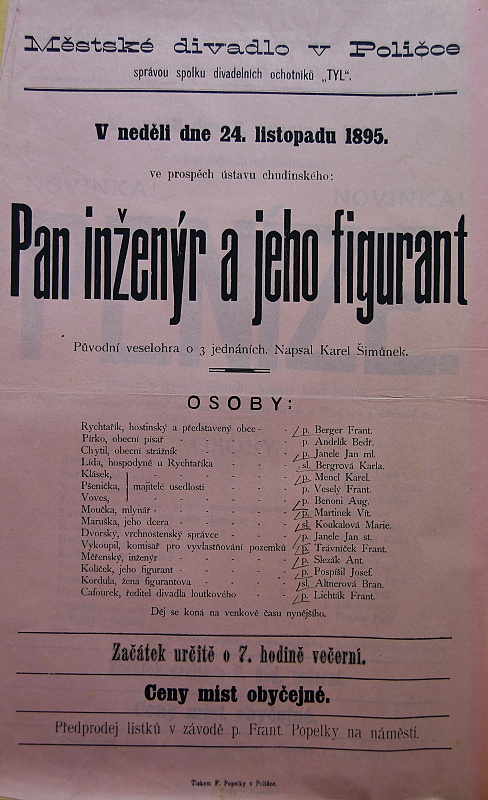 Městské divadlo v Poličce
správou spolku divadelních ochotníků „TYL“.
V neděli dne 24. listopadu 1895.
ve prospěch ústavu chudinského:
NOVINKA! NOVINKA!
Pan inženýr a jeho figurant
Původní veselohra o 3 jednáních. Napsal Karel Šimůnek.
OSOBY:
Rychtařík, hostinský a představený obce - - p. Berger Frant.
Pírko, obecní písař - - - - - p. Andrlík Bedř.
Chytil, obecní strážník - - - - p. Janele Jan ml.
Lída, hospodyně u Rychtaříka - - - - sl. Bergrová Karla.
Klásek, - - - - p. Mencl Karel.
Pšenička, majitelé usedlostí - - - - p. Veselý Frant.
Voves, - - - - p. Benoni Aug.
Moučka, mlynář - - - - - - p. Martinek Vít.
Maruška, jeho dcera - - - - - sl. Koukalová Marie.
Dvorský, vrchnostenský správce - - - p. Janele Jan st.
Vykoupil, komisař pro vyvlastňování pozemků p. Trávníček Frant.
Měřenský, inženýr - - - - - p. Slezák Ant.
Kolíček, jeho figurant - - - - - p. Pospíšil Josef.
Kordula, žena figurantova - - - - sl. Altnerova Bran.
Cafourek, ředitel divadla loutkového - - - p. Lichták Frant.
Děj se koná na venkově času nynějšího.
Začátek určitě o 7. hodině večerní.
Ceny míst obyčejné.
Předprodej lístků v závodě p. Frant. Popelky na náměstí.
Tiskem F. Popelky v Poličce.